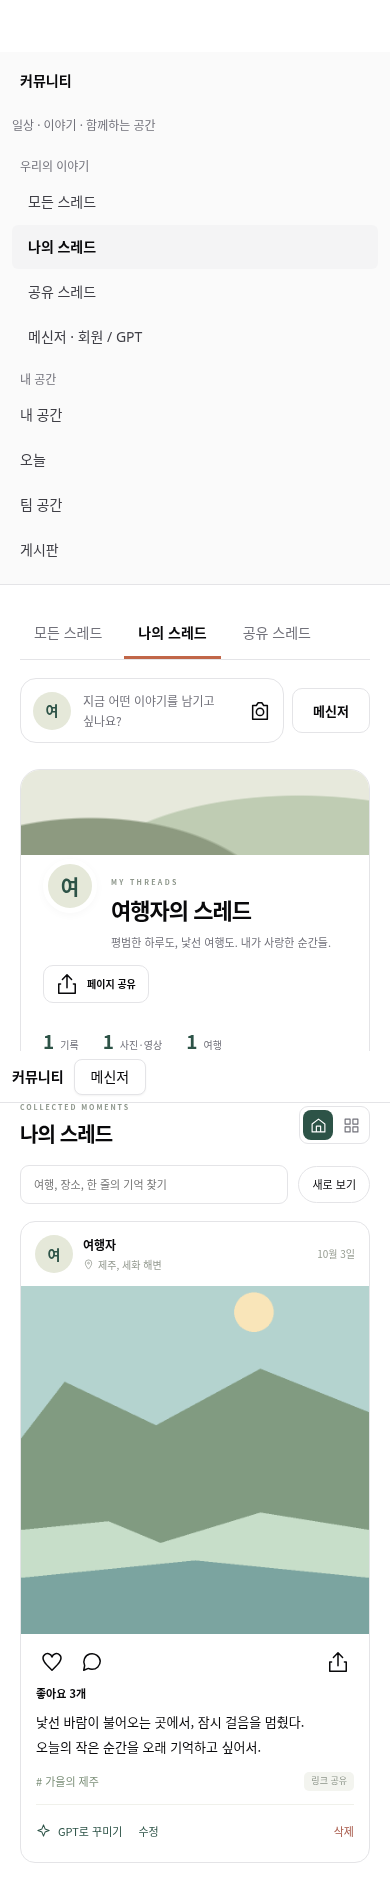 커뮤니티
일상 · 이야기 · 함께하는 공간
우리의 이야기
모든 스레드
나의 스레드
공유 스레드
메신저 · 회원 / GPT
내 공간
내 공간
오늘
팀 공간
게시판
모든 스레드 나의 스레드 공유 스레드
여 지금 어떤 이야기를 남기고
싶나요?
메신저
여
MY THREADS
여행자의 스레드
평범한 하루도, 낯선 여행도. 내가 사랑한 순간들.
페이지 공유
1 기록 1 사진·영상 1 여행
커뮤니티 메신저
COLLECTED MOMENTS
나의 스레드
여행, 장소, 한 줄의 기억 찾기 새로 보기
여 여행자
제주, 세화 해변
10월 3일
좋아요 3개
낯선 바람이 불어오는 곳에서, 잠시 걸음을 멈췄다.
오늘의 작은 순간을 오래 기억하고 싶어서.
# 가을의 제주 링크 공유
GPT로 꾸미기 수정 삭제